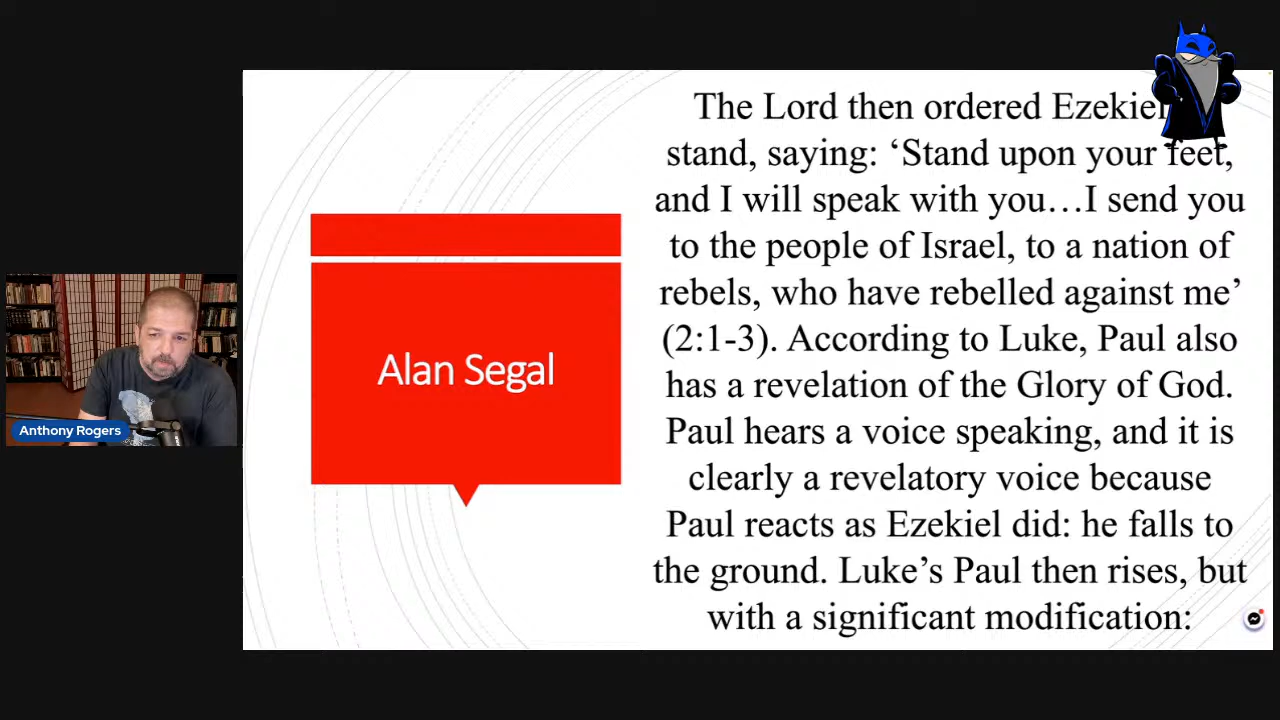 The Lord then ordered Ezekiel
stand, saying: ‘Stand upon your feet,
and I will speak with you…I send you
to the people of Israel, to a nation of
rebels, who have rebelled against me’
(2:1-3). According to Luke, Paul also
has a revelation of the Glory of God.
Paul hears a voice speaking, and it is
clearly a revelatory voice because
Paul reacts as Ezekiel did: he falls to
the ground. Luke’s Paul then rises, but
with a significant modification:
Alan Segal
Anthony Rogers